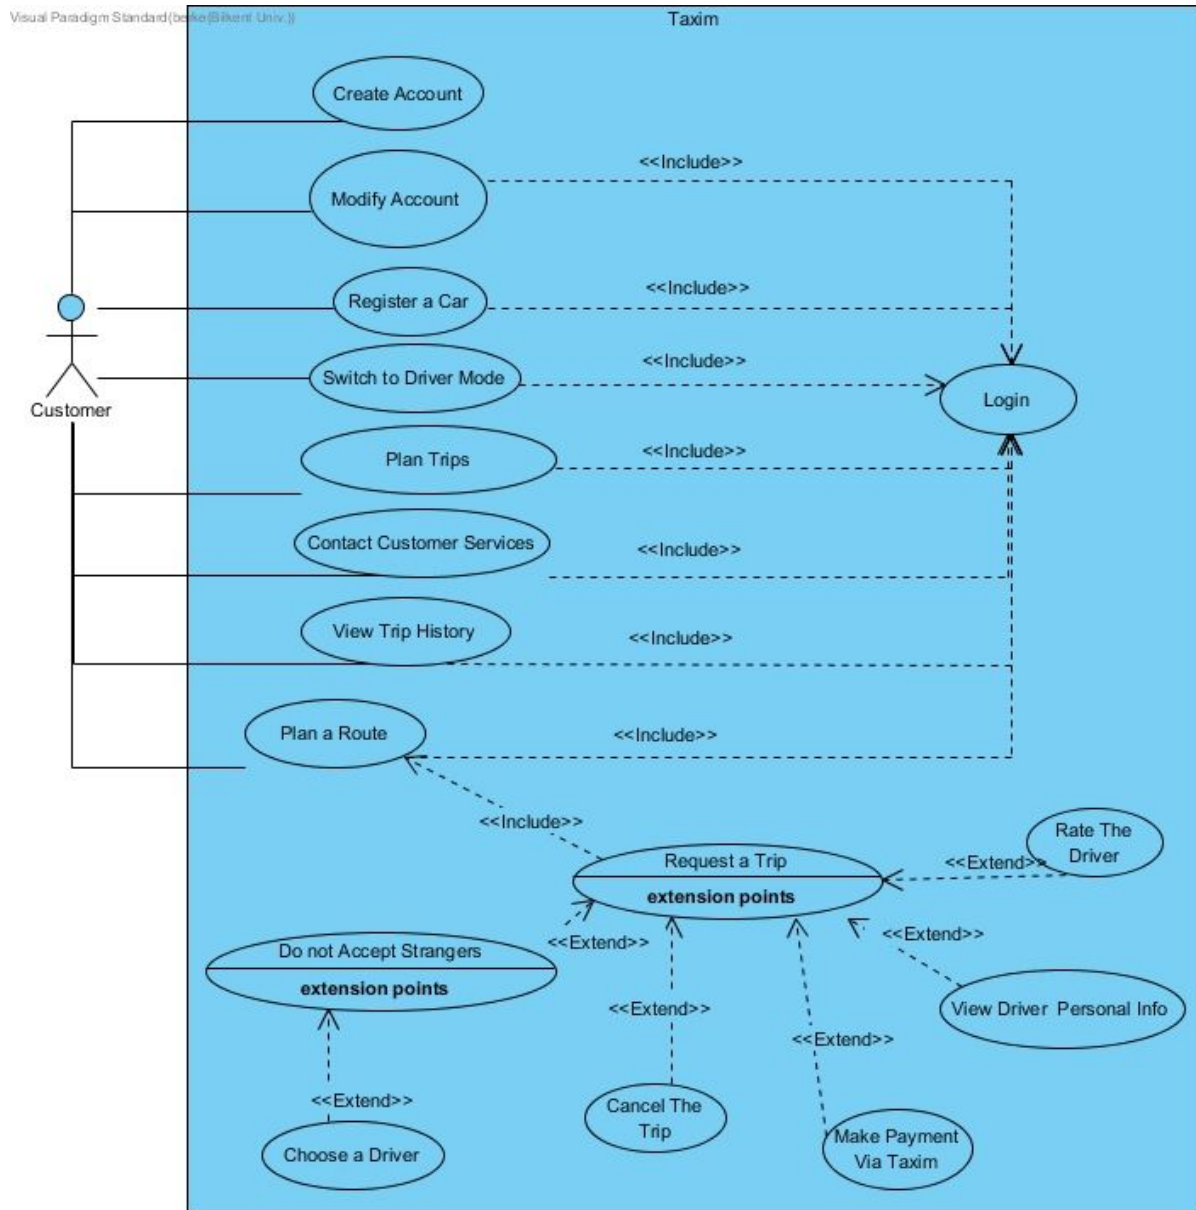 Visual Paradigm Standard(berke(Bilkent Univ.))
Taxim
Create Account
<<Include>>
Modify Account
<<Include>>
Register a Car
<<Include>>
Switch to Driver Mode
Login
Customer
<<Include>>
Plan Trips
Contact Customer Services
<<Include>>
View Trip History
<<Include>>
Plan a Route
<<Include>>
<<Include>>
Rate The
Driver
Request a Trip
<<Extend>>
extension points
<<Extend>>
<<Extend>>
Do not Accept Strangers
extension points
<<Extend>>
View Driver Personal Info
<<Extend>>
<<Extend>>
Cancel The
Trip
Choose a Driver
Make Payment
Via Taxim